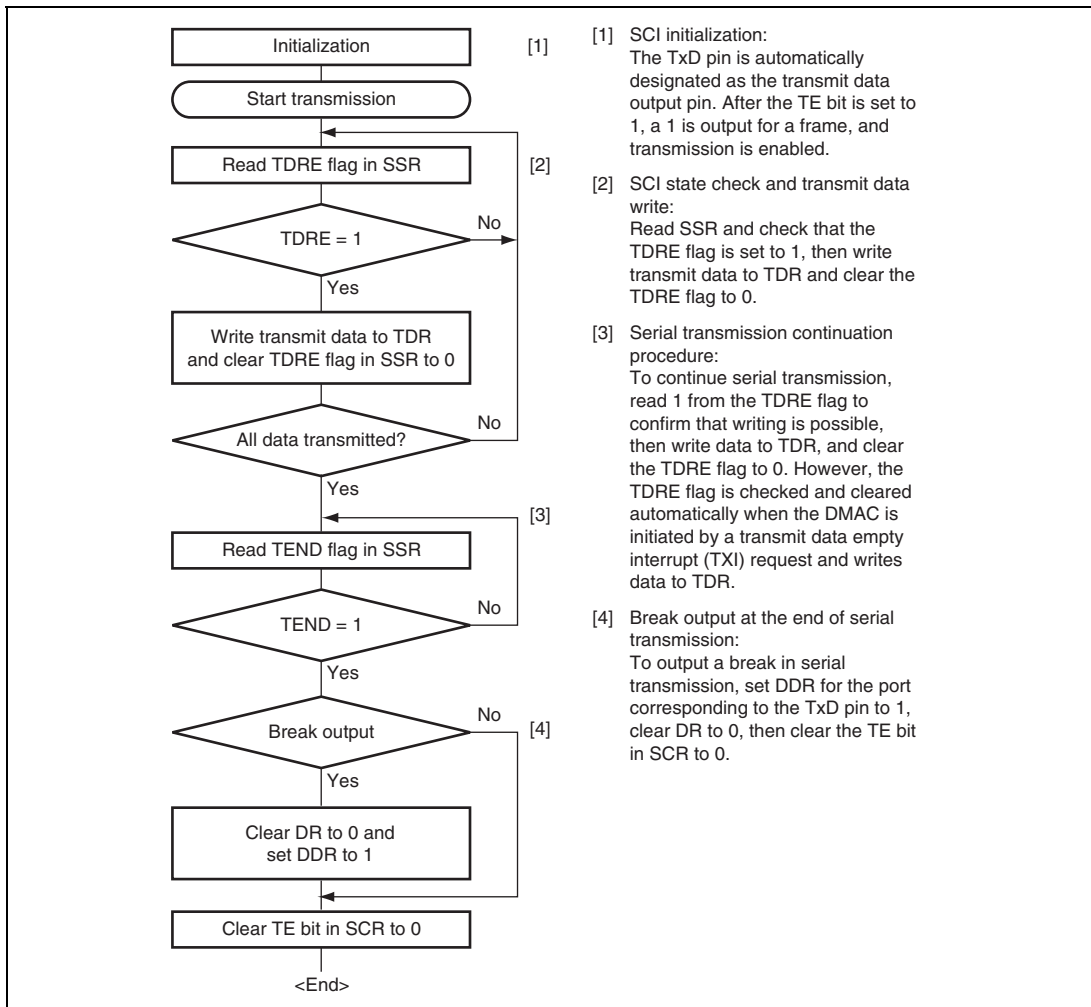 Initialization
[1]
Start transmission
Read TDRE flag in SSR
[2]
No
TDRE = 1
Yes
Write transmit data to TDR
and clear TDRE flag in SSR to 0
No
All data transmitted?
Yes
[3]
Read TEND flag in SSR
No
TEND = 1
Yes
No
[4]
Break output
Yes
Clear DR to 0 and
set DDR to 1
Clear TE bit in SCR to 0
<End>
[1] SCI initialization:
The TxD pin is automatically
designated as the transmit data
output pin. After the TE bit is set to
1, a 1 is output for a frame, and
transmission is enabled.
[2] SCI state check and transmit data
write:
Read SSR and check that the
TDRE flag is set to 1, then write
transmit data to TDR and clear the
TDRE flag to 0.
[3] Serial transmission continuation
procedure:
To continue serial transmission,
read 1 from the TDRE flag to
confirm that writing is possible,
then write data to TDR, and clear
the TDRE flag to 0. However, the
TDRE flag is checked and cleared
automatically when the DMAC is
initiated by a transmit data empty
interrupt (TXI) request and writes
data to TDR.
[4] Break output at the end of serial
transmission:
To output a break in serial
transmission, set DDR for the port
corresponding to the TxD pin to 1,
clear DR to 0, then clear the TE bit
in SCR to 0.